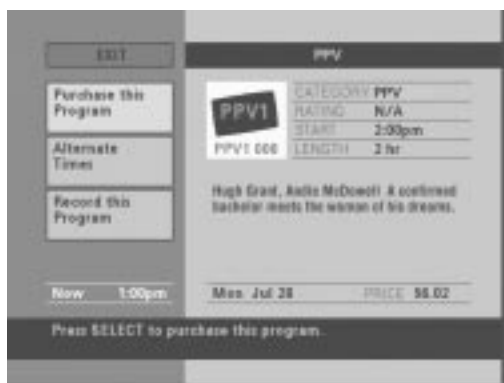 EXIT
PPV
Purchase this
Program
Alternate
Times
Record this
Program
PPV1
PPV1 000
CATEGORY PPV
RATING N/A
START 2:00pm
LENGTH 2 hr
Hugh Grant, Andie McDowell A confirmed
bachelor meets the woman of his dreams.
Now 1:00pm
Mon Jul 28
PRICE $6.02
Press SELECT to purchase this program.